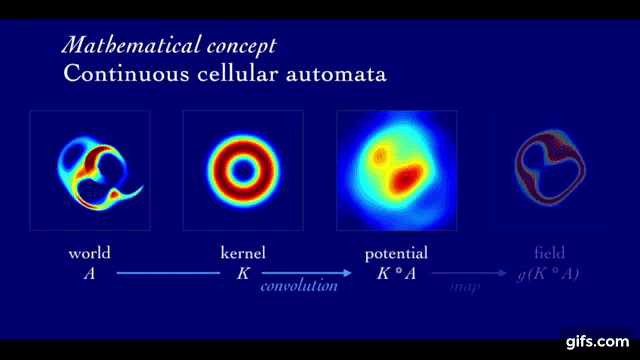 Mathematical concept
Continuous cellular automata
world kernel potential field
A K K * A g(K * A)
convolution map
gifs.com